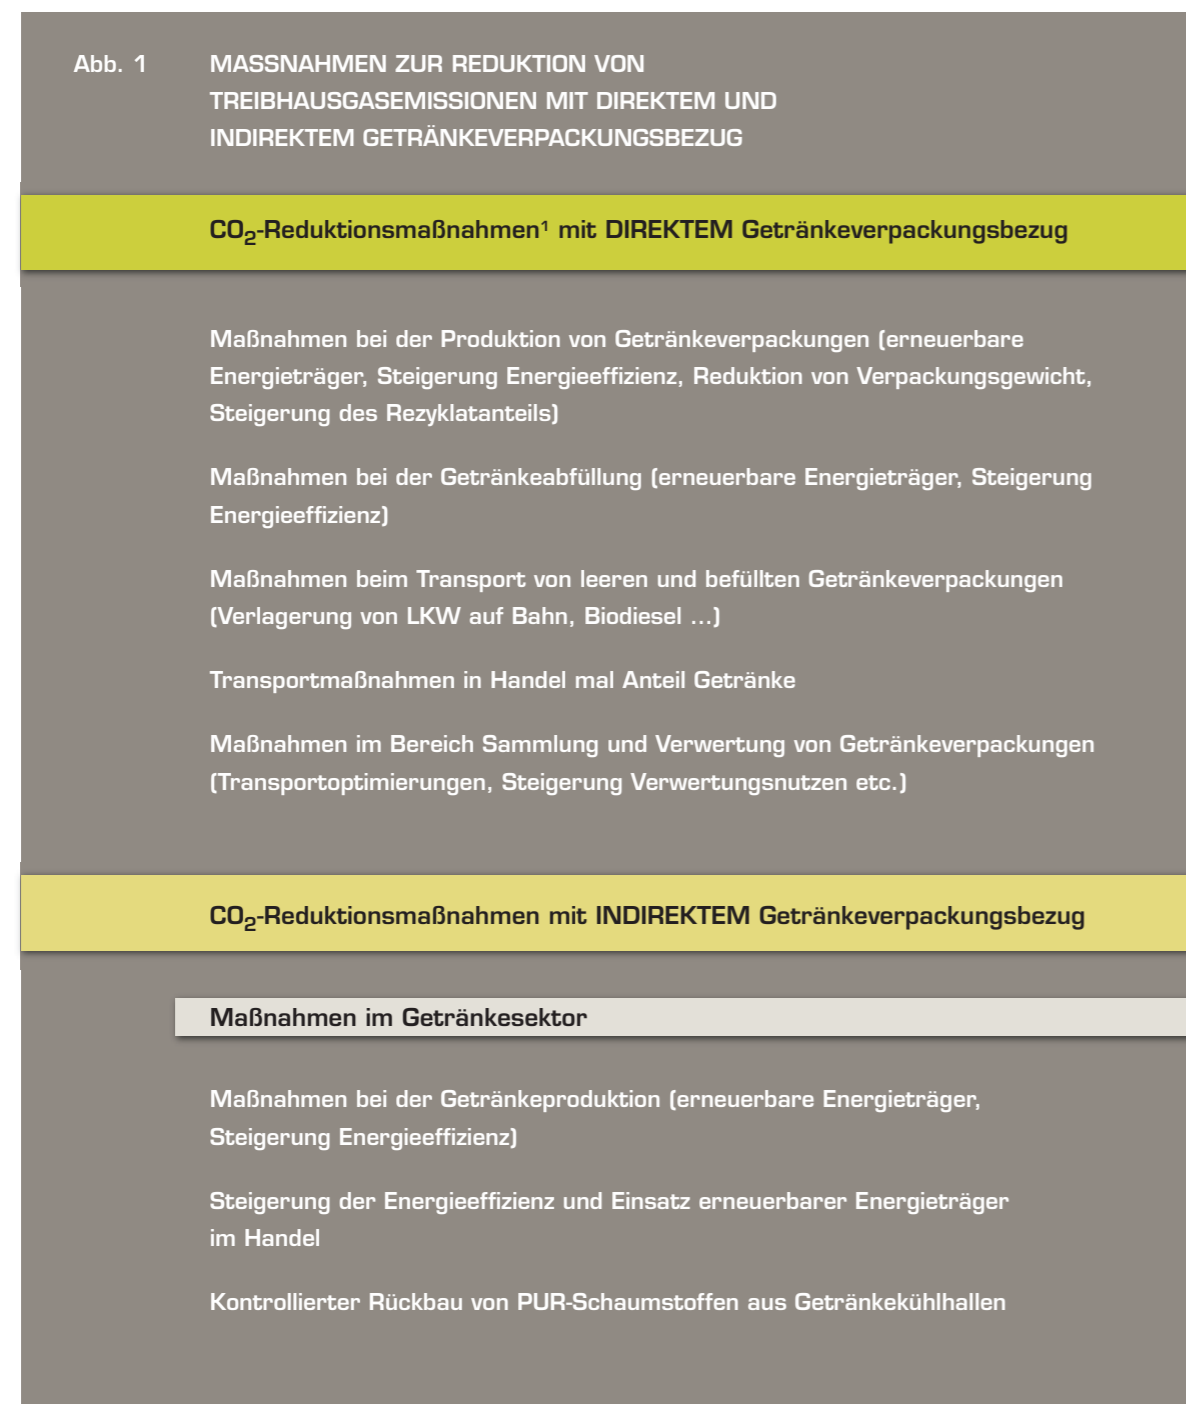 Abb. 1 MASSNAHMEN ZUR REDUKTION VON
TREIBHAUSGASEMISSIONEN MIT DIREKTEM UND
INDIREKTEM GETRÄNKEVERPACKUNGSBEZUG
CO₂-Reduktionsmaßnahmen¹ mit DIREKTEM Getränkeverpackungsbezug
Maßnahmen bei der Produktion von Getränkeverpackungen (erneuerbare
Energieträger, Steigerung Energieeffizienz, Reduktion von Verpackungsgewicht,
Steigerung des Rezyklatanteils)
Maßnahmen bei der Getränkeabfüllung (erneuerbare Energieträger, Steigerung
Energieeffizienz)
Maßnahmen beim Transport von leeren und befüllten Getränkeverpackungen
(Verlagerung von LKW auf Bahn, Biodiesel ...)
Transportmaßnahmen in Handel mal Anteil Getränke
Maßnahmen im Bereich Sammlung und Verwertung von Getränkeverpackungen
(Transportoptimierungen, Steigerung Verwertungsnutzen etc.)
CO₂-Reduktionsmaßnahmen mit INDIREKTEM Getränkeverpackungsbezug
Maßnahmen im Getränkesektor
Maßnahmen bei der Getränkeproduktion (erneuerbare Energieträger,
Steigerung Energieeffizienz)
Steigerung der Energieeffizienz und Einsatz erneuerbarer Energieträger
im Handel
Kontrollierter Rückbau von PUR-Schaumstoffen aus Getränkekühlhallen